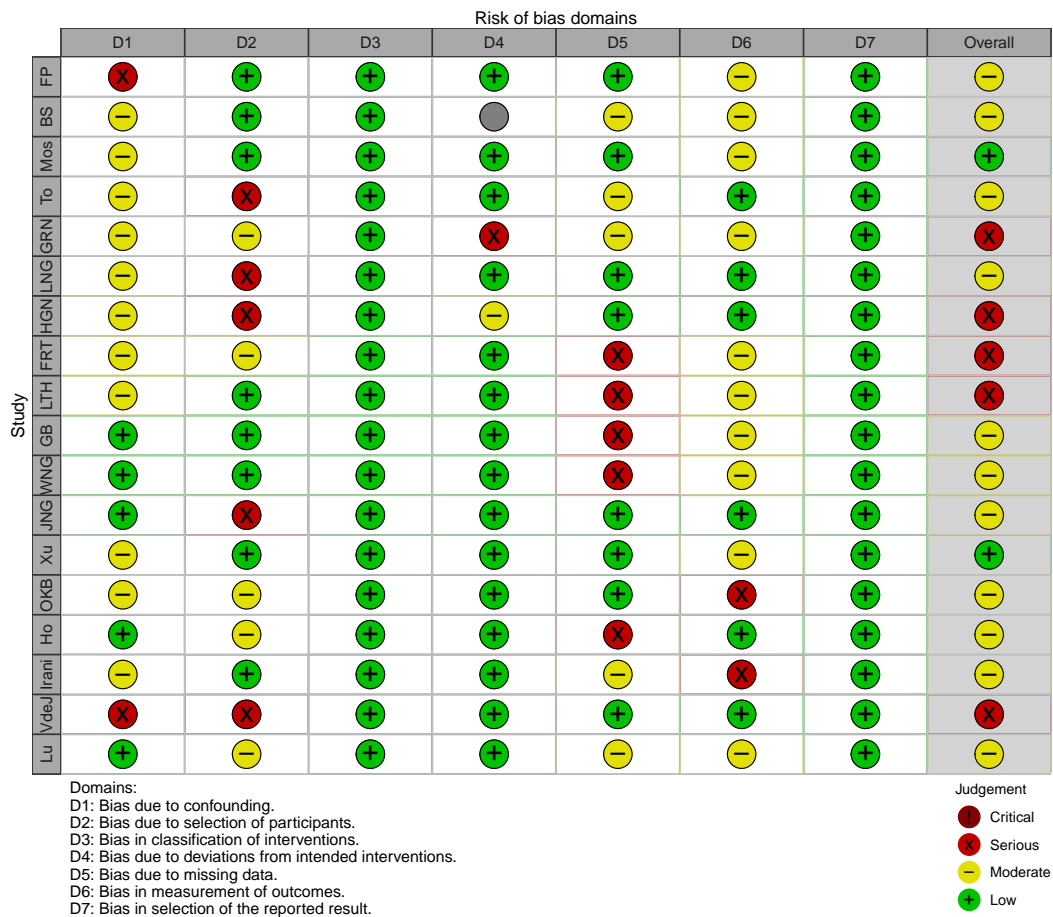 Risk of bias domains
D1 D2 D3 D4 D5 D6 D7 Overall
Study
FP X + + + + − + −
BS − + + − − + −
Mos − + + + + − + +
To − X + + − + + −
GRN − − + X − − + X
LNG − X + + + + + −
HGN − X + − + + + X
FRT − − + + X − + X
LTH − + + + X − + X
GB + + + + X − + −
WNG + + + + X − + −
JNG + X + + + + + −
Xu − + + + + − + +
OKB − − + + + X + −
Ho + − + + X + + −
Irani − + + + − X + −
VdeJ X X + + + + + X
Lu + − + + − − + −
Domains:
D1: Bias due to confounding.
D2: Bias due to selection of participants.
D3: Bias in classification of interventions.
D4: Bias due to deviations from intended interventions.
D5: Bias due to missing data.
D6: Bias in measurement of outcomes.
D7: Bias in selection of the reported result.
Judgement
! Critical
X Serious
− Moderate
+ Low